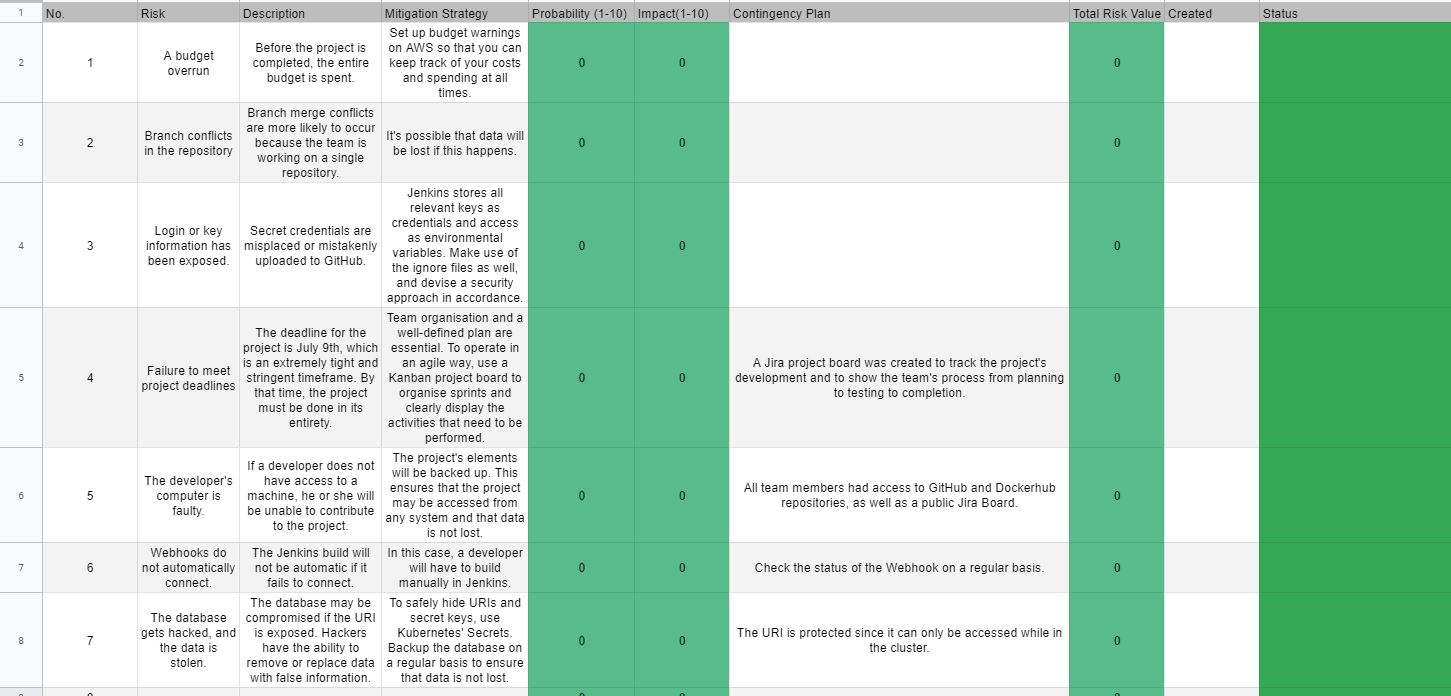 1 No. Risk Description Mitigation Strategy Probability (1-10) Impact(1-10) Contingency Plan Total Risk Value Created Status
2
1
A budget
overrun
Before the project is
completed, the entire
budget is spent.
Set up budget warnings
on AWS so that you can
keep track of your costs
and spending at all
times.
0
0
0
3
2
Branch conflicts
in the repository
Branch merge conflicts
are more likely to occur
because the team is
working on a single
repository.
It's possible that data will
be lost if this happens.
0
0
0
4
3
Login or key
information has
been exposed.
Secret credentials are
misplaced or mistakenly
uploaded to GitHub.
Jenkins stores all
relevant keys as
credentials and access
as environmental
variables. Make use of
the ignore files as well,
and devise a security
approach in accordance.
0
0
0
5
4
Failure to meet
project deadlines
The deadline for the
project is July 9th, which
is an extremely tight and
stringent timeframe. By
that time, the project
must be done in its
entirety.
Team organisation and a
well-defined plan are
essential. To operate in
an agile way, use a
Kanban project board to
organise sprints and
clearly display the
activities that need to be
performed.
0
0
A Jira project board was created to track the project's
development and to show the team's process from planning
to testing to completion.
0
6
5
The developer's
computer is
faulty.
If a developer does not
have access to a
machine, he or she will
be unable to contribute
to the project.
The project's elements
will be backed up. This
ensures that the project
may be accessed from
any system and that data
is not lost.
0
0
All team members had access to GitHub and Dockerhub
repositories, as well as a public Jira Board.
0
7
6
Webhooks do
not automatically
connect.
The Jenkins build will
not be automatic if it
fails to connect.
In this case, a developer
will have to build
manually in Jenkins.
0
0
Check the status of the Webhook on a regular basis.
0
8
7
The database
gets hacked, and
the data is
stolen.
The database may be
compromised if the URI
is exposed. Hackers
have the ability to
remove or replace data
with false information.
To safely hide URIs and
secret keys, use
Kubernetes' Secrets.
Backup the database on
a regular basis to ensure
that data is not lost.
0
0
The URI is protected since it can only be accessed while in
the cluster.
0